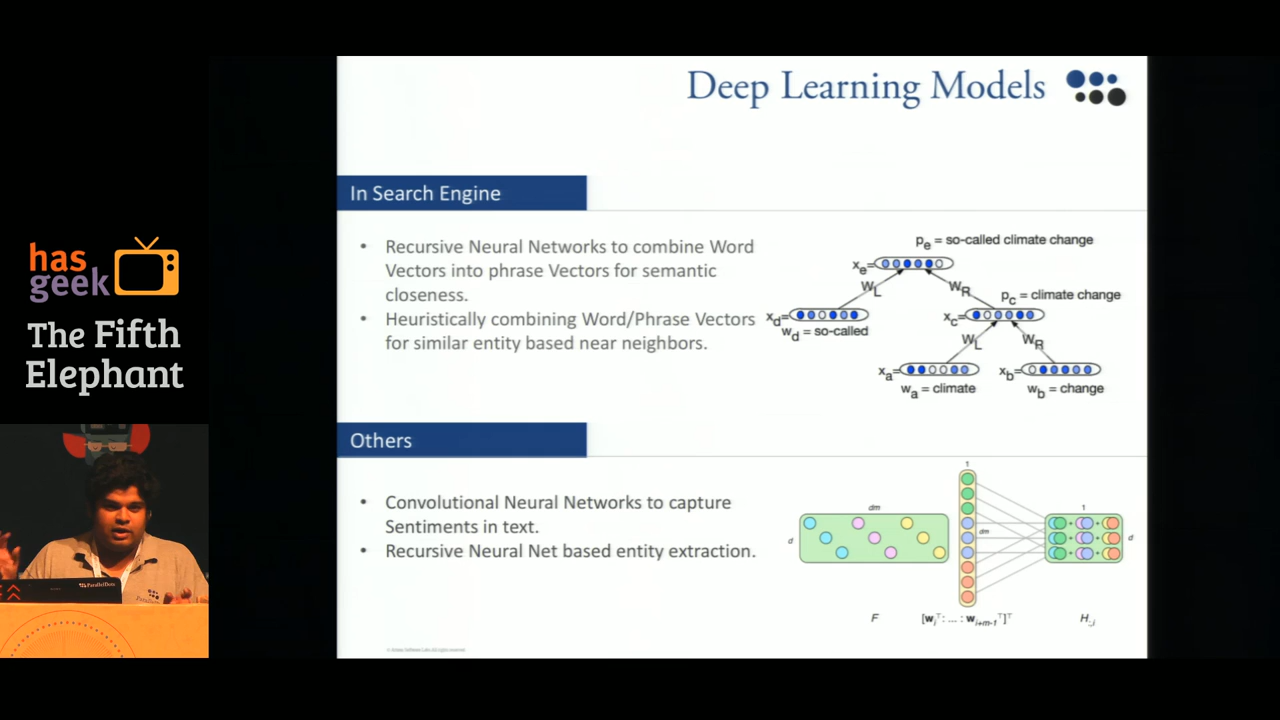 Deep Learning Models
In Search Engine
• Recursive Neural Networks to combine Word
Vectors into phrase Vectors for semantic
closeness.
• Heuristically combining Word/Phrase Vectors
for similar entity based near neighbors.
pe = so-called climate change
xe=
WL
WR
pc = climate change
xd=
wd = so-called
xc=
WL
WR
xa=
wa = climate
xb=
wb = change
Others
• Convolutional Neural Networks to capture
Sentiments in text.
• Recursive Neural Net based entity extraction.
1
dm
d
dm
1
d
F
[wiᵀ: ... : wi+m-1ᵀ]ᵀ
H:,i
has
geek
The Fifth
Elephant
ParallelDots